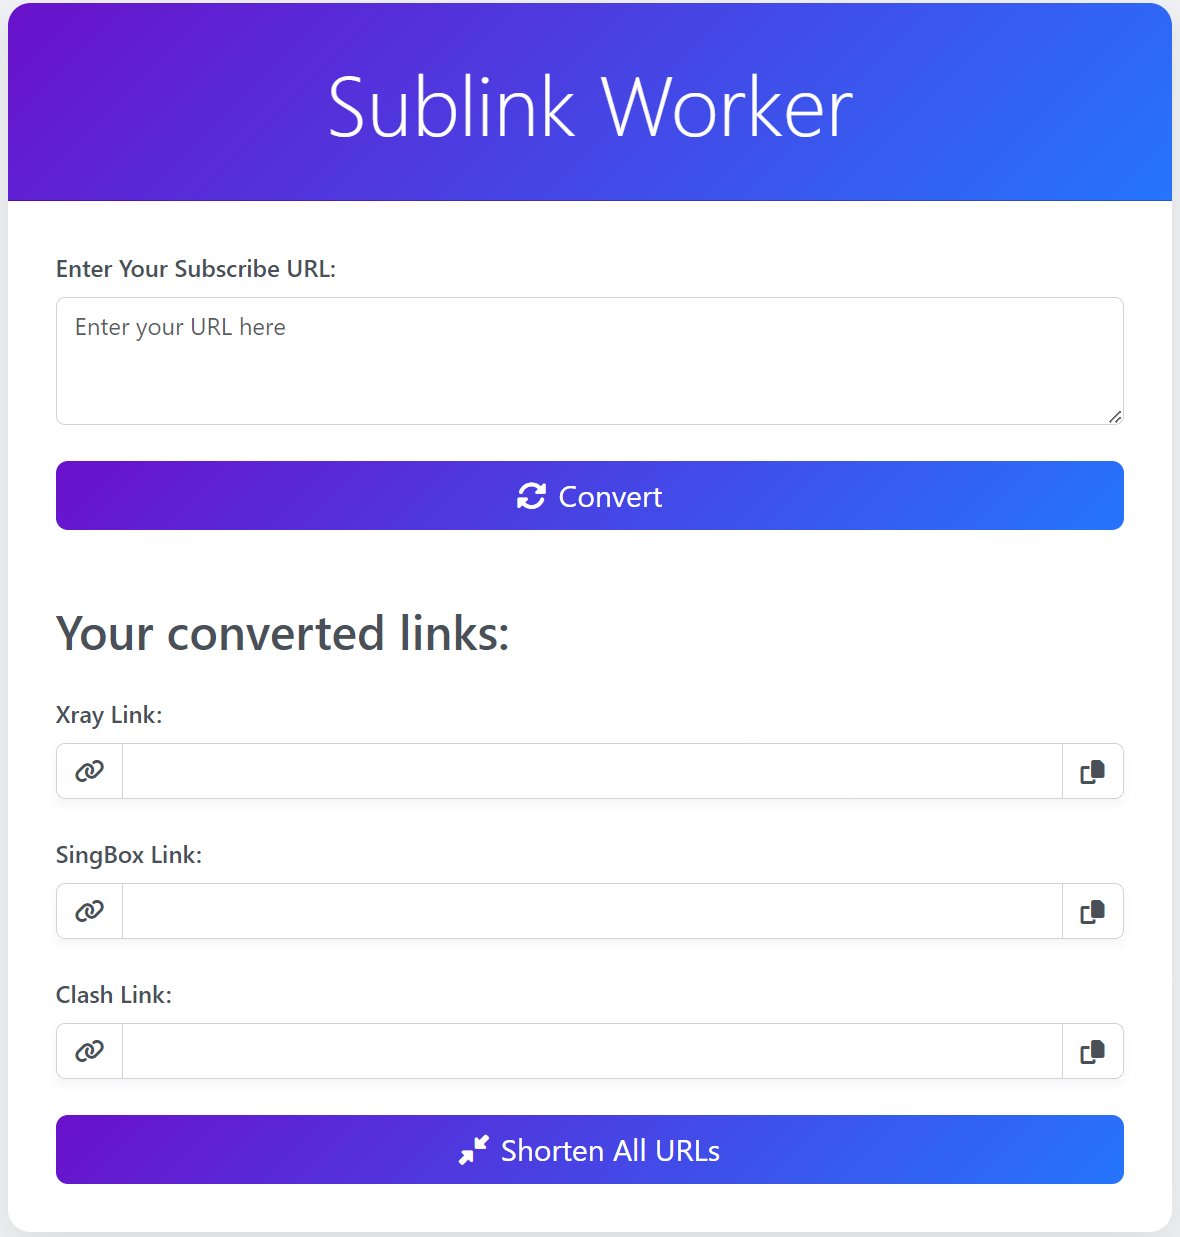 Sublink Worker
Enter Your Subscribe URL:
Enter your URL here
Convert
Your converted links:
Xray Link:
SingBox Link:
Clash Link:
Shorten All URLs